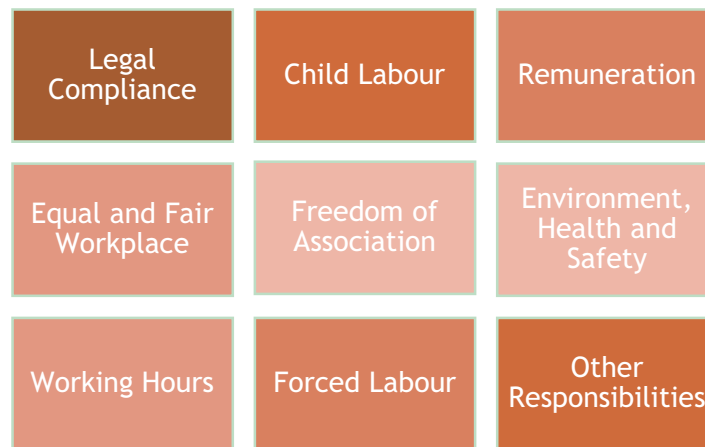 Legal
Compliance
Child Labour
Remuneration
Equal and Fair
Workplace
Freedom of
Association
Environment,
Health and
Safety
Working Hours
Forced Labour
Other
Responsibilities